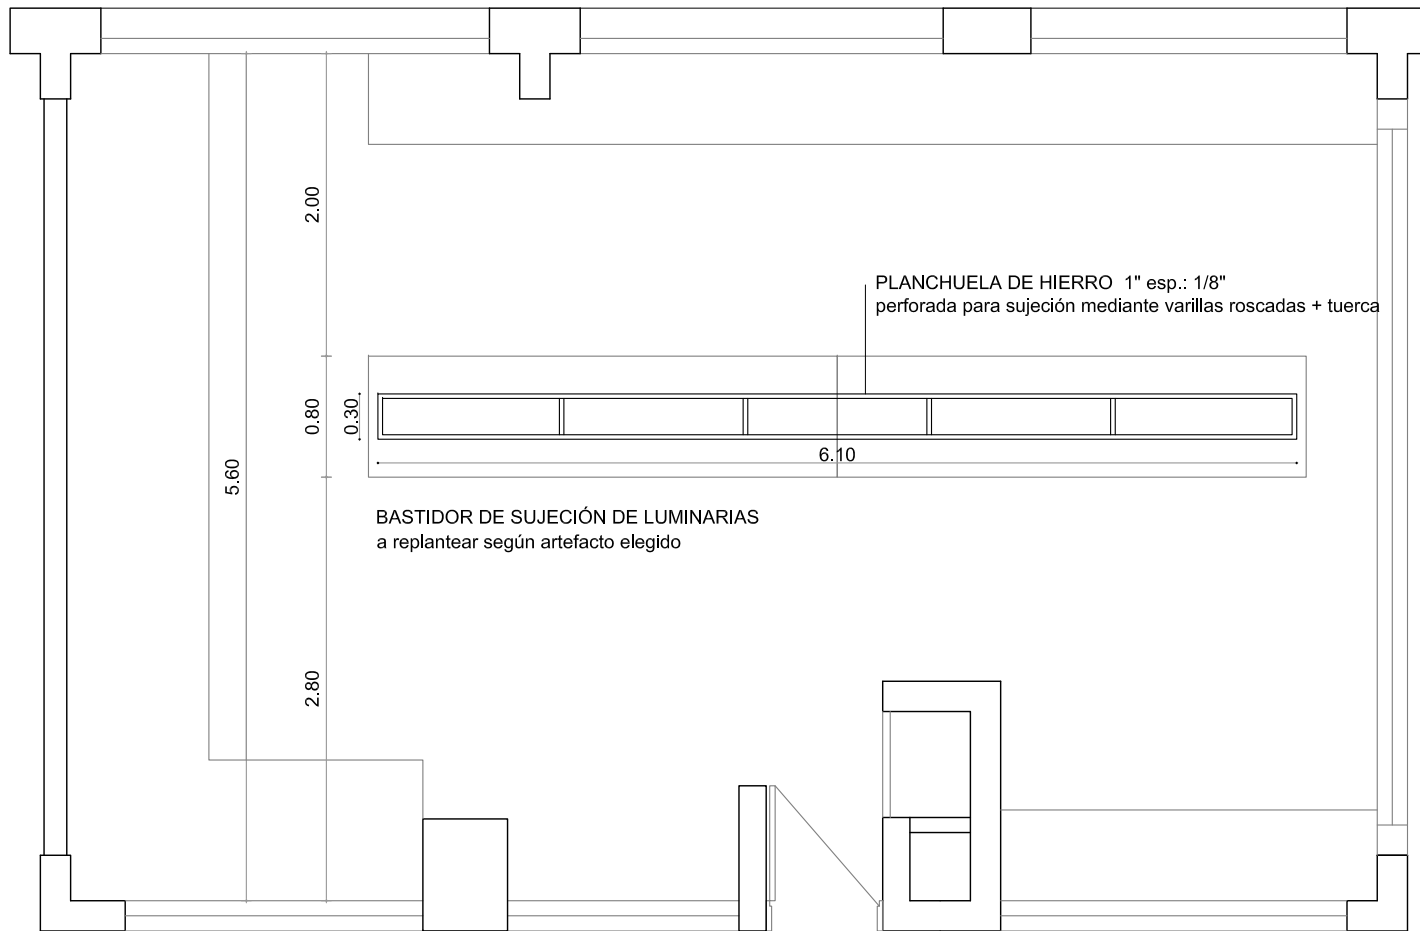 2.00
PLANCHUELA DE HIERRO 1" esp.: 1/8"
perforada para sujeción mediante varillas roscadas + tuerca
0.80
0.30
6.10
5.60
BASTIDOR DE SUJECIÓN DE LUMINARIAS
a replantear según artefacto elegido
2.80